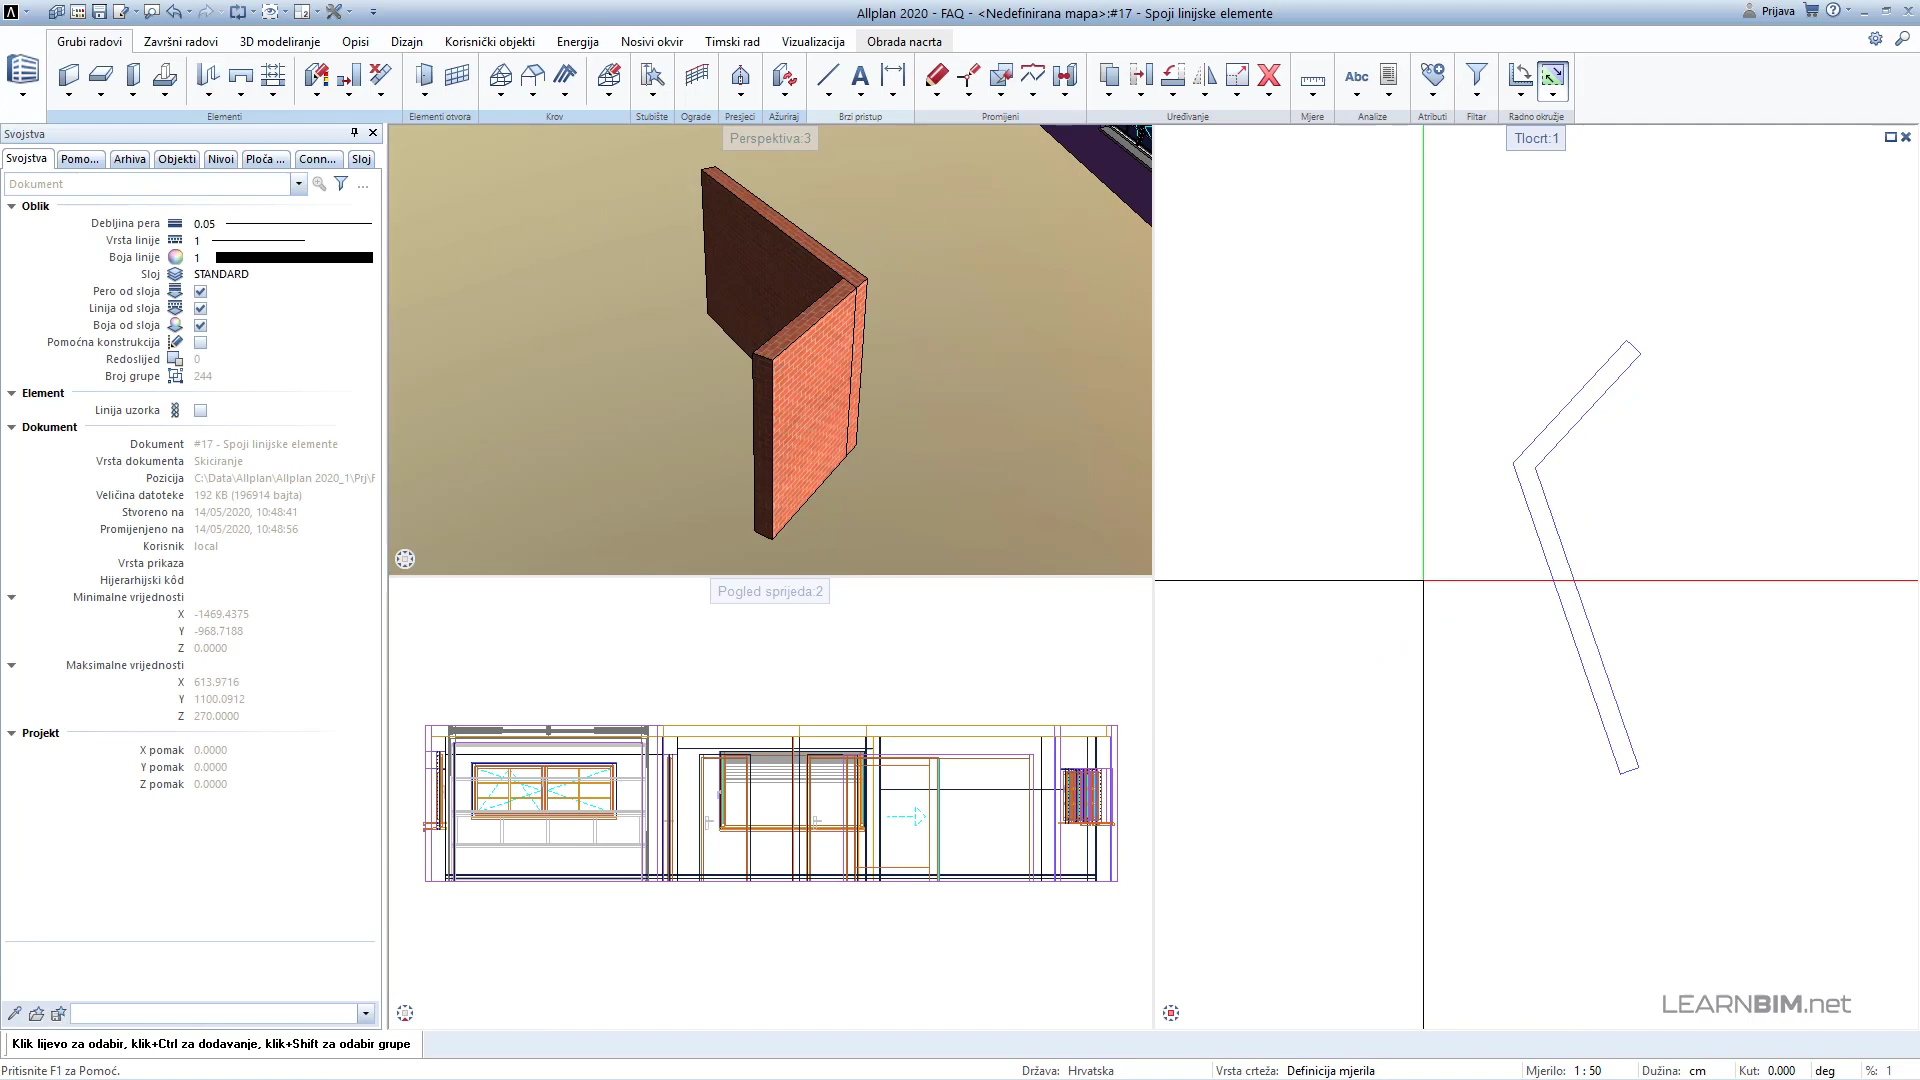 Allplan 2020 - FAQ - <Nedefinirana mapa>:#17 - Spoji linijske elemente
Prijava
Grubi radovi
Završni radovi
3D modeliranje
Opisi
Dizajn
Korisnički objekti
Energija
Nosivi okvir
Timski rad
Vizualizacija
Obrada nacrta
Abc
Elementi
Elementi otvora
Krov
Stubište
Ograde
Presjeci
Ažuriraj
Brzi pristup
Promijeni
Uređivanje
Mjere
Analize
Atributi
Filtar
Radno okružje
Svojstva
Svojstva
Pomo...
Arhiva
Objekti
Nivoi
Ploča ...
Conn...
Sloj
Dokument
...
Oblik
Debljina pera 0.05
Vrsta linije 1
Boja linije 1
Sloj STANDARD
Pero od sloja
Linija od sloja
Boja od sloja
Pomoćna konstrukcija
Redoslijed 0
Broj grupe 244
Element
Linija uzorka
Dokument
Dokument #17 - Spoji linijske elemente
Vrsta dokumenta Skiciranje
Pozicija C:\Data\Allplan\Allplan 2020_1\Prj\F
Veličina datoteke 192 KB (196914 bajta)
Stvoreno na 14/05/2020, 10:48:41
Promijenjeno na 14/05/2020, 10:48:56
Korisnik local
Vrsta prikaza
Hijerarhijski kôd
Minimalne vrijednosti
X -1469.4375
Y -968.7188
Z 0.0000
Maksimalne vrijednosti
X 613.9716
Y 1100.0912
Z 270.0000
Projekt
X pomak 0.0000
Y pomak 0.0000
Z pomak 0.0000
Perspektiva:3
Pogled sprijeda:2
Tlocrt:1
LEARNBIM.net
Klik lijevo za odabir, klik+Ctrl za dodavanje, klik+Shift za odabir grupe
Pritisnite F1 za Pomoć.
Država: Hrvatska
Vrsta crteža: Definicija mjerila
Mjerilo: 1 : 50
Dužina: cm
Kut: 0.000 deg
%: 1